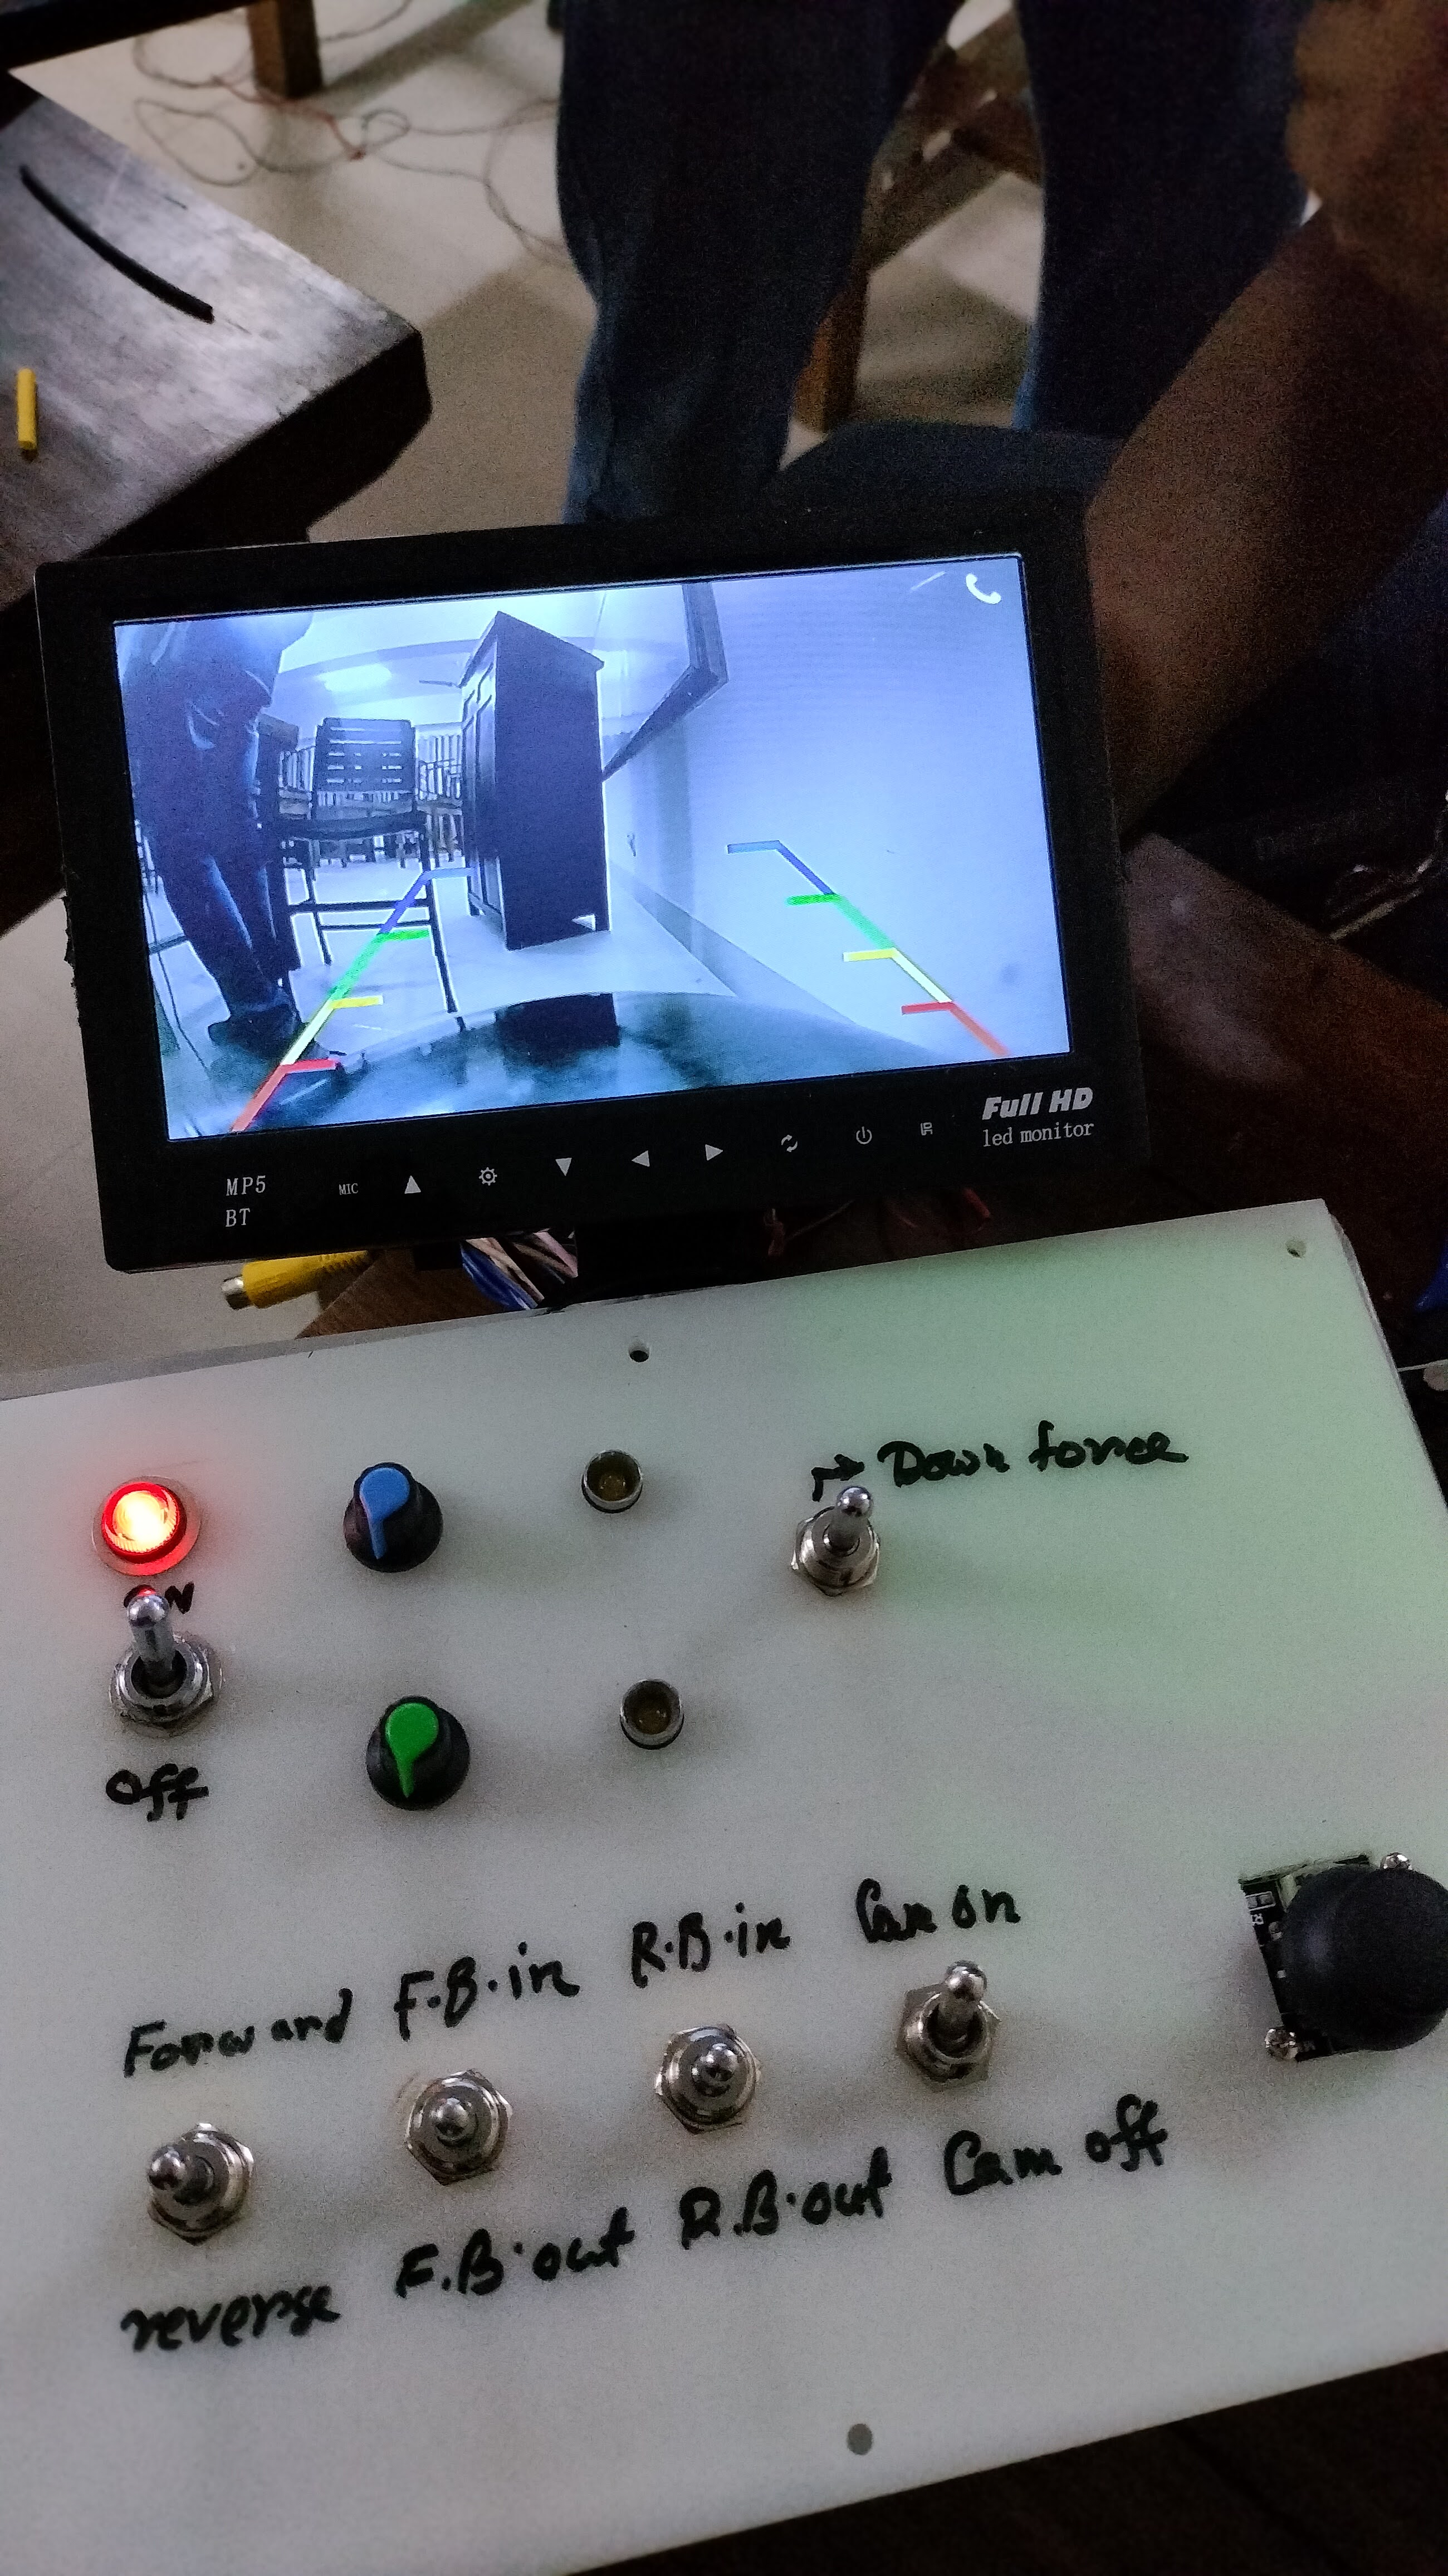 Full HD
led monitor
MP5
MIC
BT
Down force
ON
Off
Forward F.B.in R.B.in Cam on
reverse F.B.out R.B.out Cam off